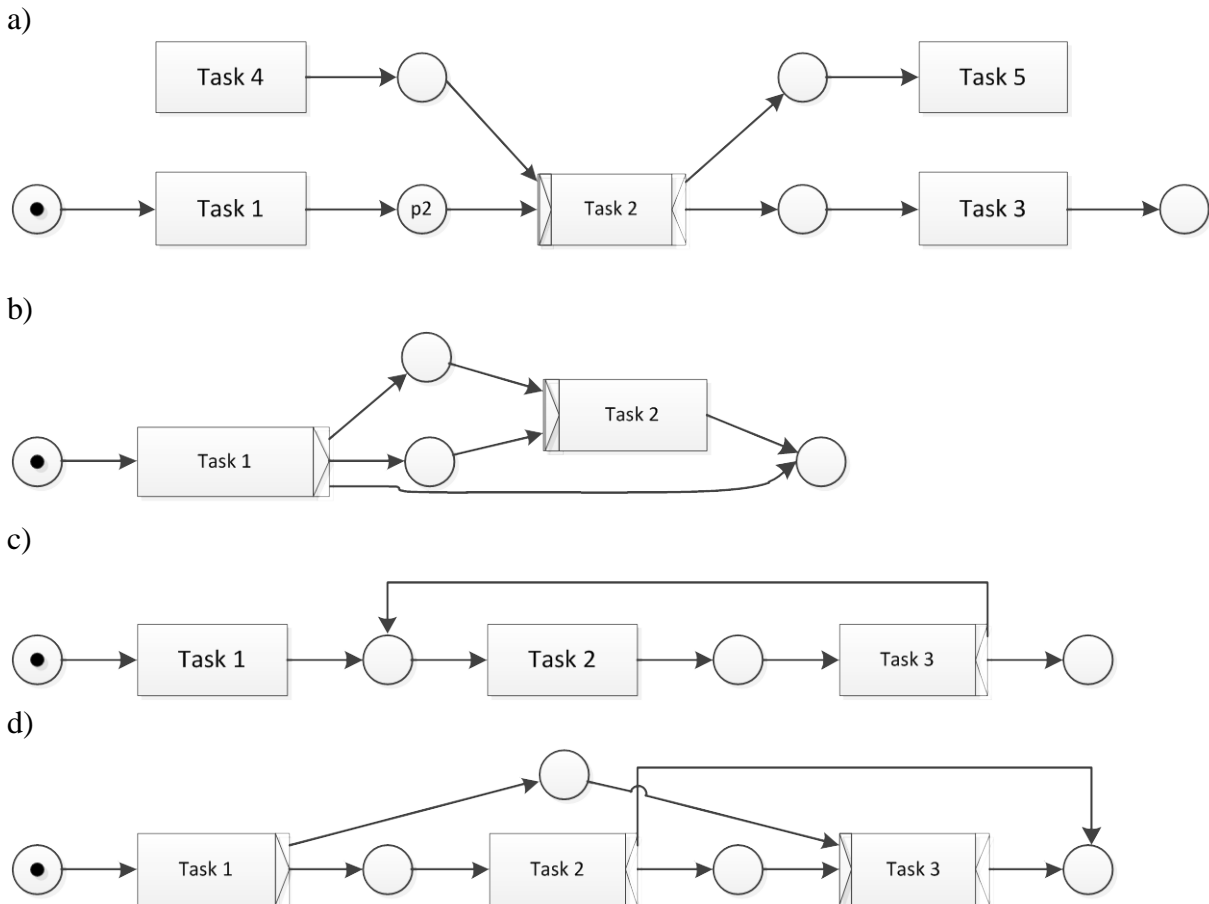 a)
Task 4
Task 5
Task 1
p2
Task 2
Task 3
b)
Task 2
Task 1
c)
Task 1
Task 2
Task 3
d)
Task 1
Task 2
Task 3